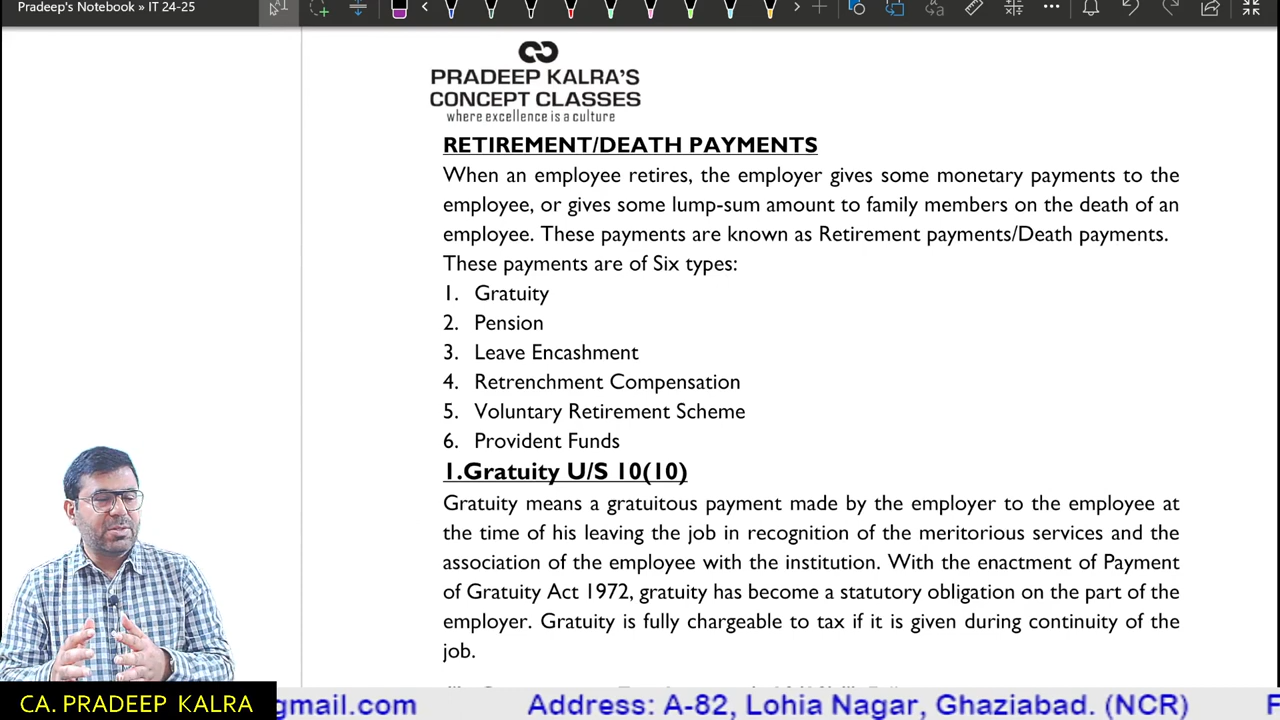 Pradeep's Notebook » IT 24-25
PRADEEP KALRA'S
CONCEPT CLASSES
where excellence is a culture
RETIREMENT/DEATH PAYMENTS
When an employee retires, the employer gives some monetary payments to the
employee, or gives some lump-sum amount to family members on the death of an
employee. These payments are known as Retirement payments/Death payments.
These payments are of Six types:
1. Gratuity
2. Pension
3. Leave Encashment
4. Retrenchment Compensation
5. Voluntary Retirement Scheme
6. Provident Funds
1.Gratuity U/S 10(10)
Gratuity means a gratuitous payment made by the employer to the employee at
the time of his leaving the job in recognition of the meritorious services and the
association of the employee with the institution. With the enactment of Payment
of Gratuity Act 1972, gratuity has become a statutory obligation on the part of the
employer. Gratuity is fully chargeable to tax if it is given during continuity of the
job.
CA. PRADEEP KALRA
gmail.com Address: A-82, Lohia Nagar, Ghaziabad. (NCR)